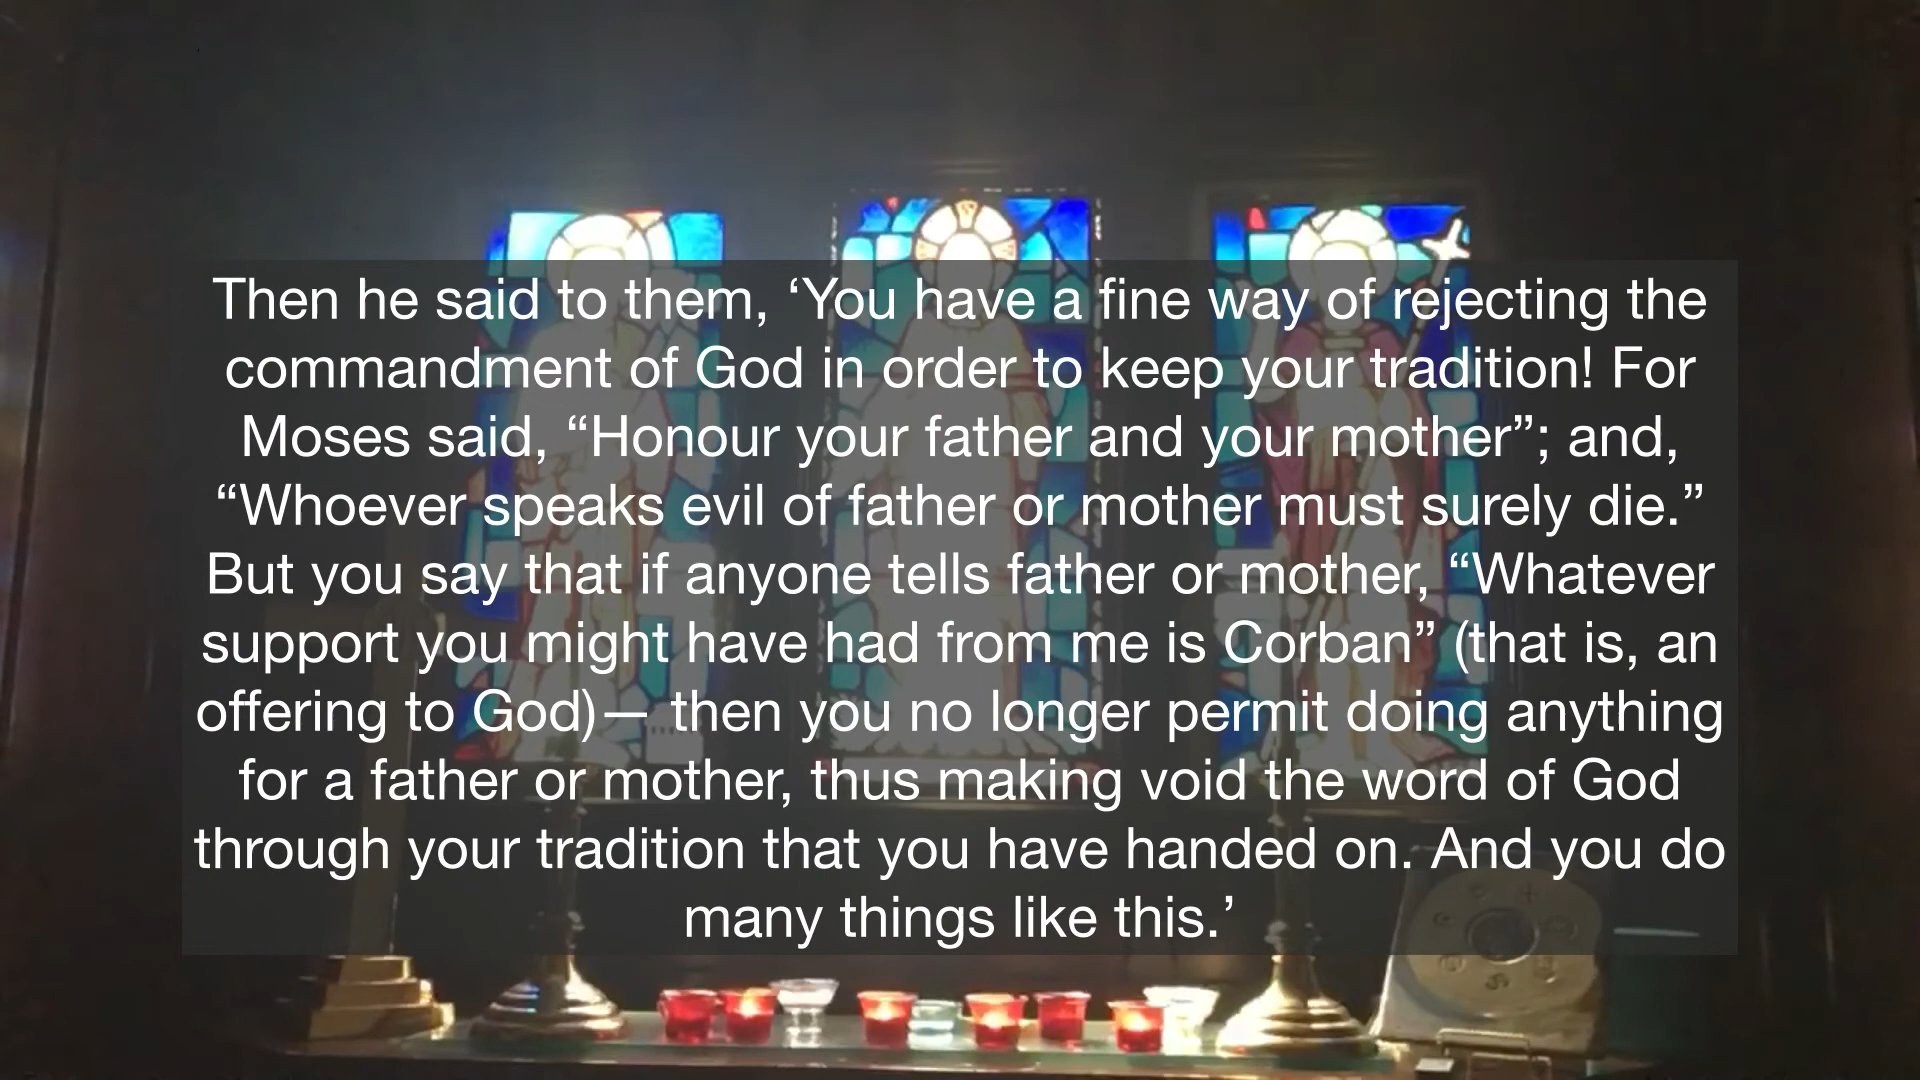 Then he said to them, ‘You have a fine way of rejecting the
commandment of God in order to keep your tradition! For
Moses said, “Honour your father and your mother”; and,
“Whoever speaks evil of father or mother must surely die.”
But you say that if anyone tells father or mother, “Whatever
support you might have had from me is Corban” (that is, an
offering to God)— then you no longer permit doing anything
for a father or mother, thus making void the word of God
through your tradition that you have handed on. And you do
many things like this.’